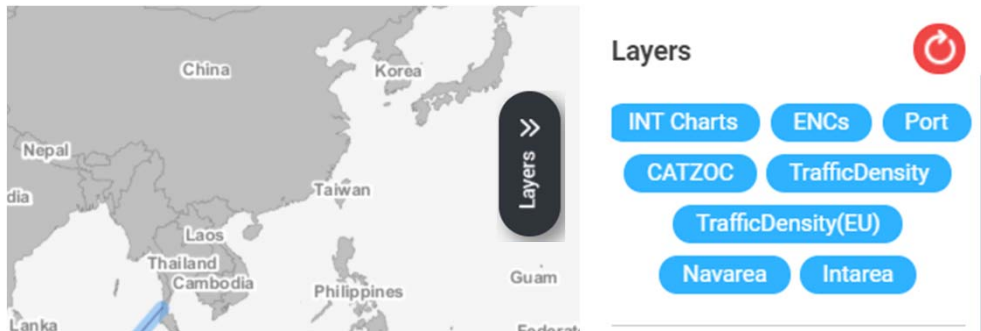 China
Korea
Nepal
dia
Taiwan
Laos
Thailand
Cambodia
Philippines
Guam
Lanka
Federat
Layers
Layers
INT Charts ENCs Port
CATZOC TrafficDensity
TrafficDensity(EU)
Navarea Intarea